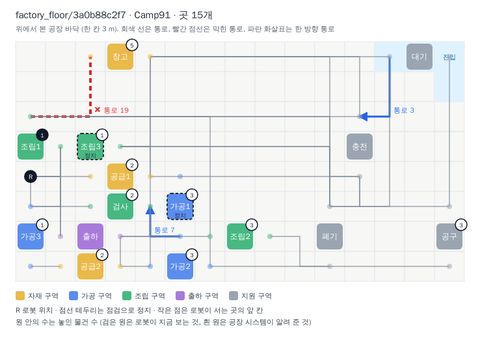 factory_floor/3a0b88c2f7 · Camp91 · 곳 15개
위에서 본 공장 바닥 (한 칸 3 m). 회색 선은 통로, 빨간 점선은 막힌 통로, 파란 화살표는 한 방향 통로
창고 5
대기
진입
✖ 통로 19
통로 3
조립1 1
조립3 1
정지
충전
R
공급1 2
검사 2
가공1 3
정지
통로 7
가공3 1
출하
조립2 3
폐기
공구 3
공급2 2
가공2 3
자재 구역
가공 구역
조립 구역
출하 구역
지원 구역
R 로봇 위치 · 점선 테두리는 점검으로 정지 · 작은 점은 로봇이 서는 곳의 앞 칸
원 안의 수는 놓인 물건 수 (검은 원은 로봇이 지금 보는 것, 흰 원은 공장 시스템이 알려 준 것)